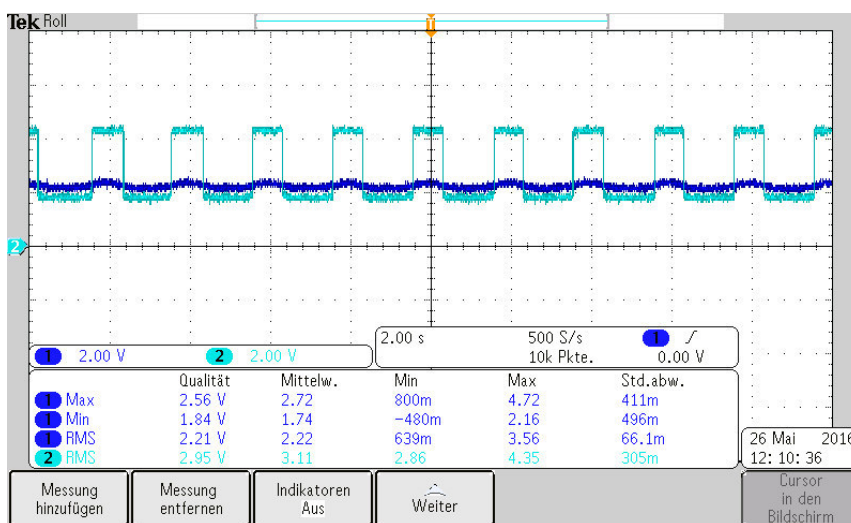 Tek Roll
T
2
2.00 s 500 S/s 1
10k Pkte. 0.00 V
1 2.00 V 2 2.00 V
Qualität Mittelw. Min Max Std.abw.
1 Max 2.56 V 2.72 800m 4.72 411m
1 Min 1.84 V 1.74 −480m 2.16 496m
1 RMS 2.21 V 2.22 639m 3.56 66.1m
2 RMS 2.95 V 3.11 2.86 4.35 305m
26 Mai 2016
12:10:36
Messung hinzufügen
Messung entfernen
Indikatoren Aus
Weiter
Cursor in den Bildschirm